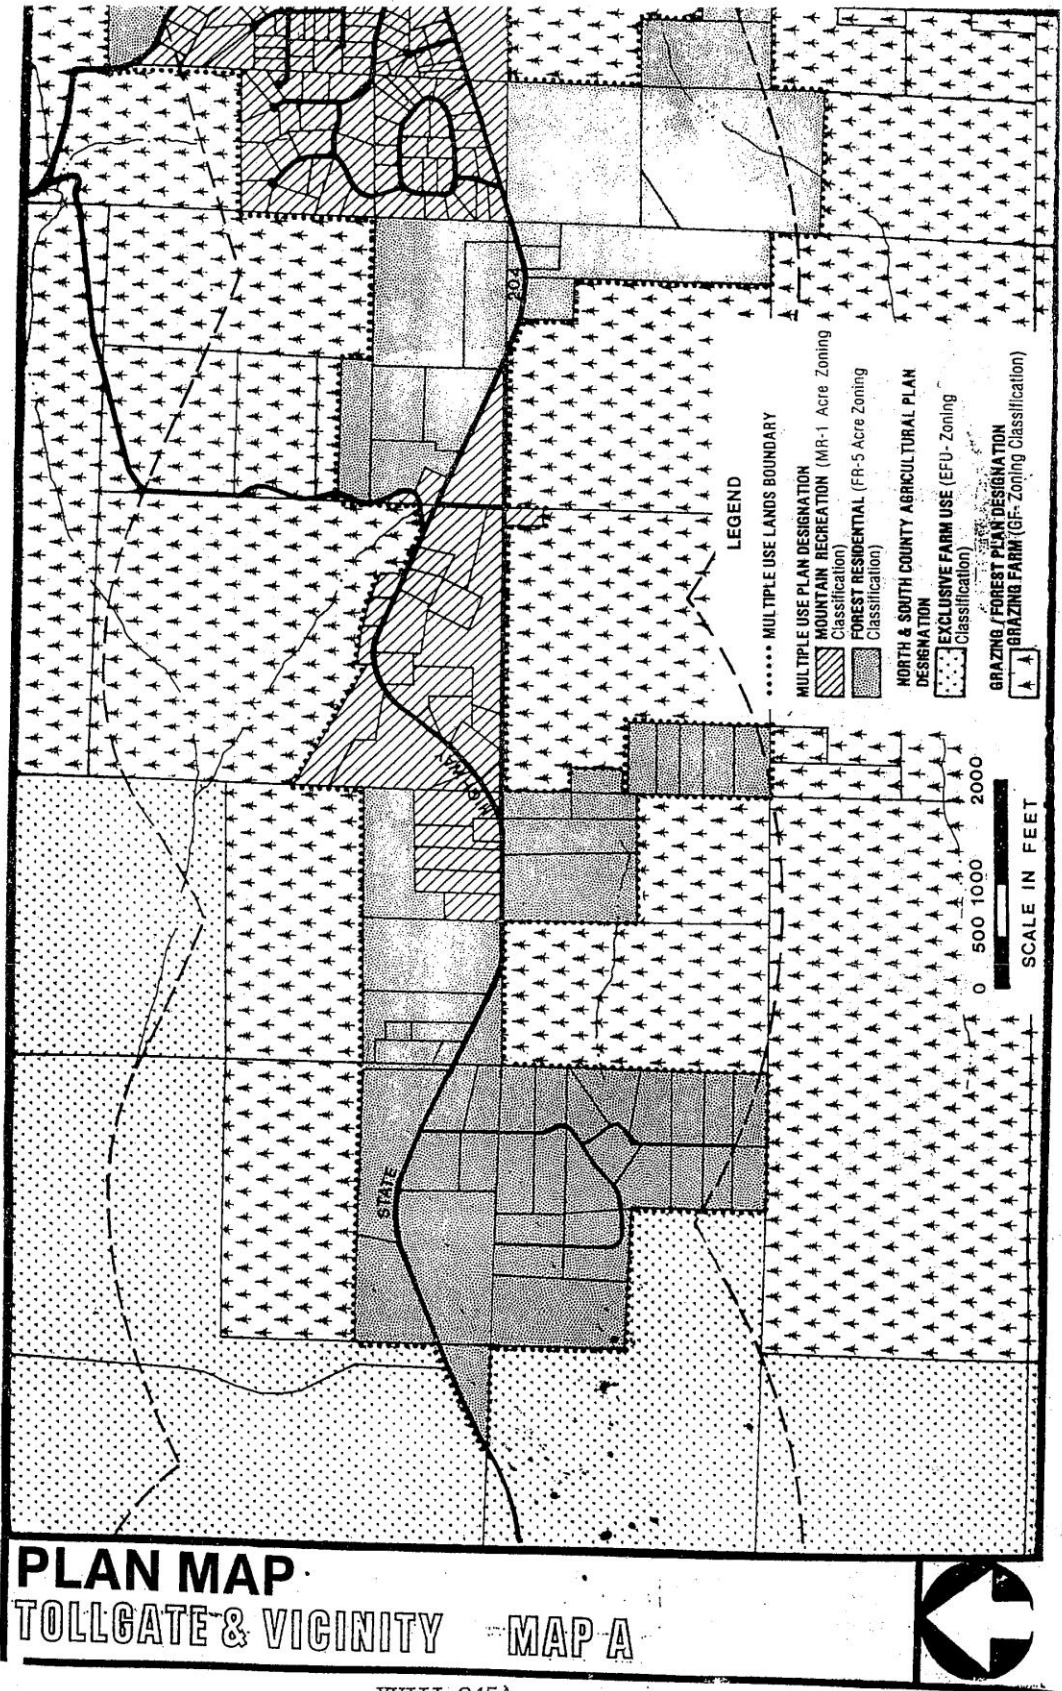 204
STATE
LEGEND
MULTIPLE USE LANDS BOUNDARY
MULTIPLE USE PLAN DESIGNATION
MOUNTAIN RECREATION (MR-1 Acre Zoning
Classification)
FOREST RESIDENTIAL (FR-5 Acre Zoning
Classification)
NORTH & SOUTH COUNTY AGRICULTURAL PLAN
DESIGNATION
EXCLUSIVE FARM USE (EFU- Zoning
Classification)
GRAZING / FOREST PLAN DESIGNATION
GRAZING FARM (GF- Zoning Classification)
0 500 1000 2000
SCALE IN FEET
PLAN MAP
TOLLGATE & VICINITY MAP A